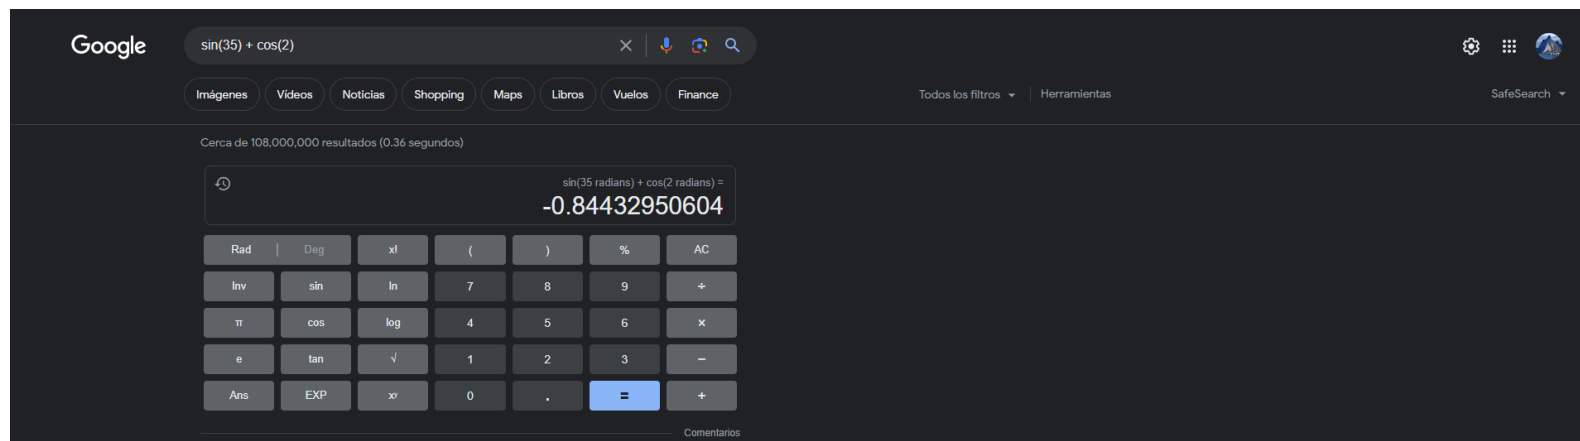 Google sin(35) + cos(2)
Imágenes Vídeos Noticias Shopping Maps Libros Vuelos Finance Todos los filtros Herramientas SafeSearch
Cerca de 108,000,000 resultados (0.36 segundos)
sin(35 radians) + cos(2 radians) =
-0.84432950604
Rad | Deg x! ( ) % AC
Inv sin ln 7 8 9 ÷
π cos log 4 5 6 ×
e tan √ 1 2 3 −
Ans EXP xʸ 0 . = +
Comentarios